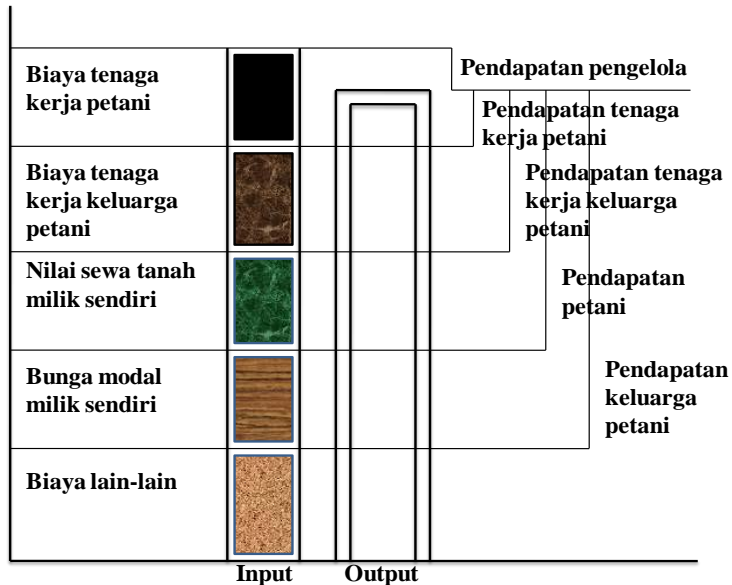 Biaya tenaga
kerja petani
Biaya tenaga
kerja keluarga
petani
Nilai sewa tanah
milik sendiri
Bunga modal
milik sendiri
Biaya lain-lain
Pendapatan pengelola
Pendapatan tenaga
kerja petani
Pendapatan tenaga
kerja keluarga
petani
Pendapatan
petani
Pendapatan
keluarga
petani
Input
Output